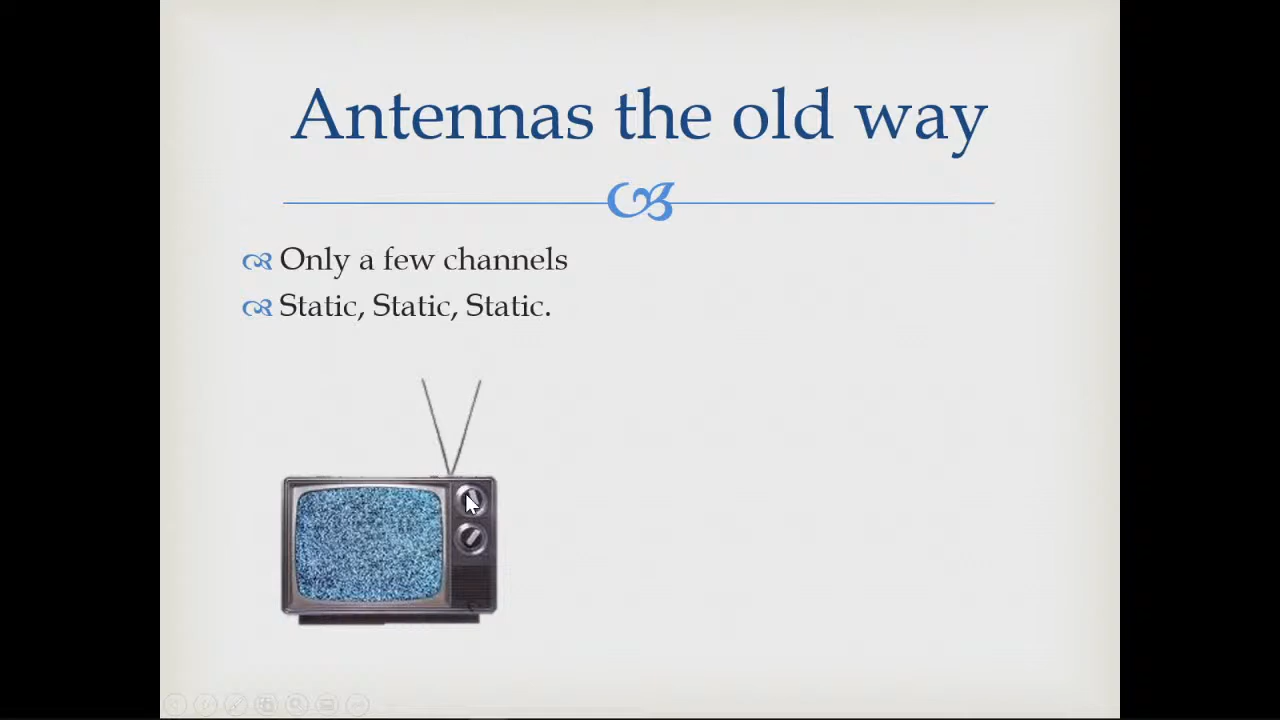 Antennas the old way
Only a few channels
Static, Static, Static.